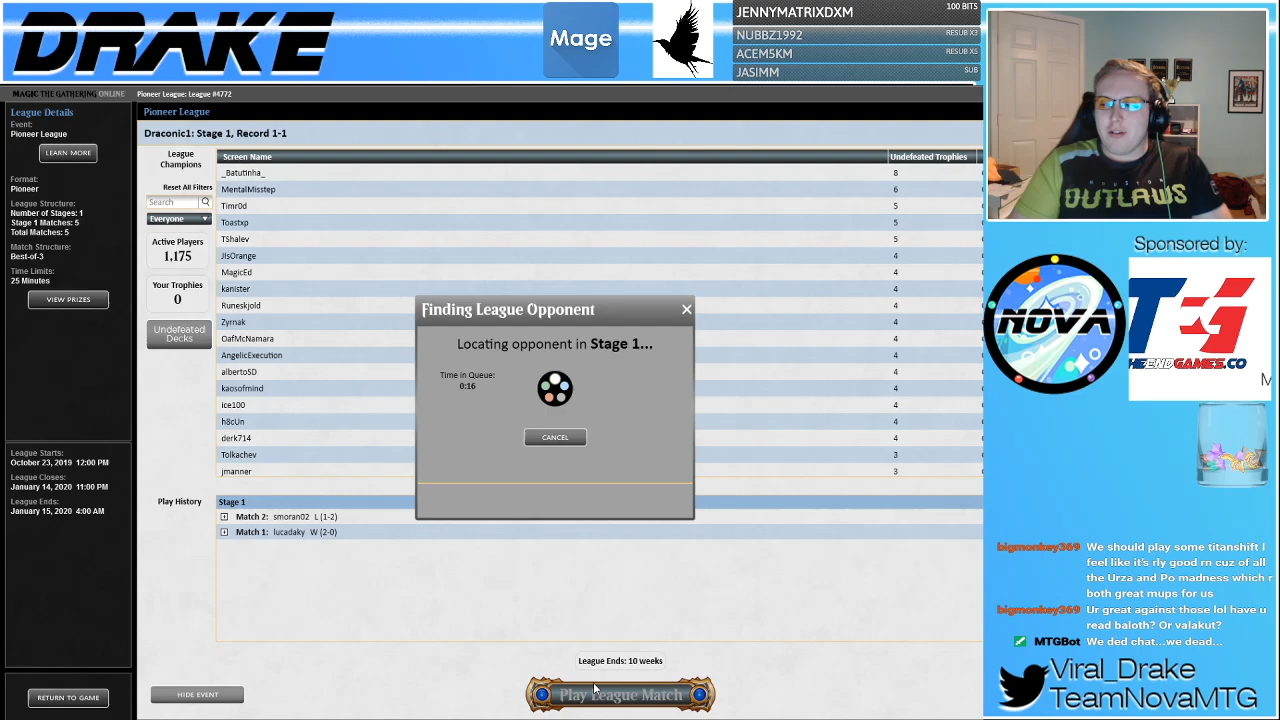 DRAKE
Mage
JENNYMATRIXDXM 100 BITS
NUBBZ1992 RESUB X3
ACEM5KM RESUB X5
JASIMM SUB
MAGIC THE GATHERING ONLINE
Pioneer League: League #4772
League Details
Event:
Pioneer League
LEARN MORE
Format:
Pioneer
League Structure:
Number of Stages: 1
Stage 1 Matches: 5
Total Matches: 5
Match Structure:
Best-of-3
Time Limits:
25 Minutes
VIEW PRIZES
League Starts:
October 23, 2019 12:00 PM
League Closes:
January 14, 2020 11:00 PM
League Ends:
January 15, 2020 4:00 AM
RETURN TO GAME
Pioneer League
Draconic1: Stage 1, Record 1-1
League
Champions
Reset All Filters
Search
Everyone
Active Players
1,175
Your Trophies
0
Undefeated
Decks
Screen Name Undefeated Trophies
_Batutinha_ 8
MentalMisstep 6
Timr0d 5
Toastxp 5
TShalev 5
JIsOrange 4
MagicEd 4
kanister 4
Runeskjold 4
Zyrnak 4
OafMcNamara 4
AngelicExecution 4
albertoSD 4
kaosofmind 4
ice100 4
h8cUn 4
derk714 4
Tolkachev 3
jmanner 3
Finding League Opponent
Locating opponent in Stage 1...
Time in Queue:
0:16
CANCEL
Play History
Stage 1
Match 2: smoran02 L (1-2)
Match 1: lucadaky W (2-0)
League Ends: 10 weeks
HIDE EVENT
Play League Match
OUTLAWS
Sponsored by:
NOVA
TEG
THEENDGAMES.CO
M
bigmonkey369 We should play some titanshift I
feel like it's rly good rn cuz of all
the Urza and Po madness which r
both great mups for us
bigmonkey369 Ur great against those lol have u
read baloth? Or valakut?
MTGBot We ded chat...we dead...
Viral_Drake
TeamNovaMTG